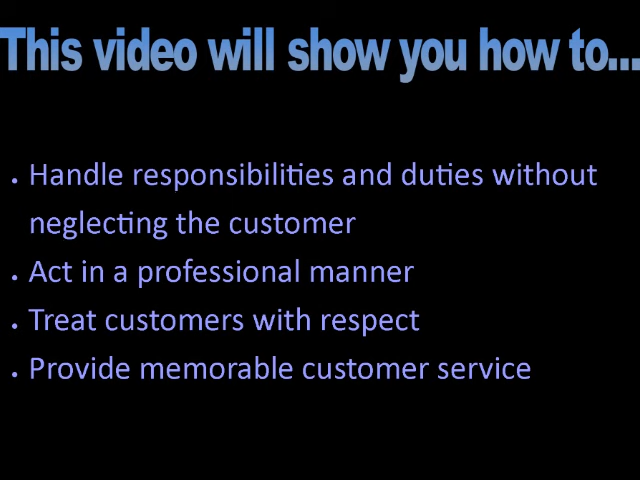 This video will show you how to...
• Handle responsibilities and duties without
neglecting the customer
• Act in a professional manner
• Treat customers with respect
• Provide memorable customer service